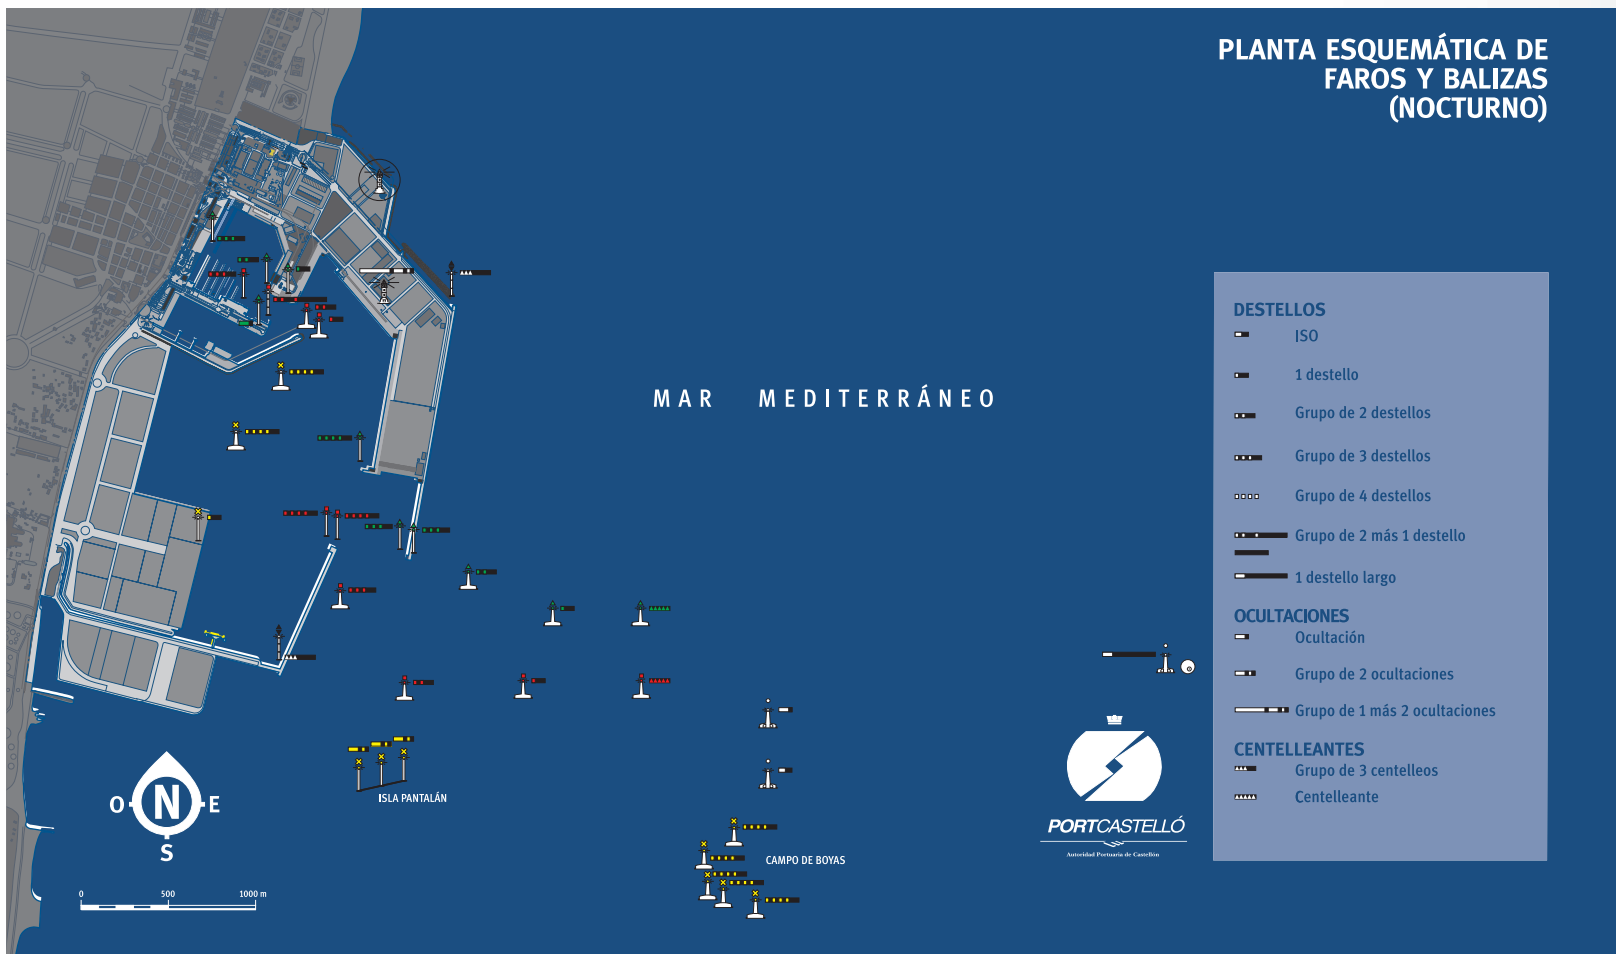 PLANTA ESQUEMÁTICA DE
FAROS Y BALIZAS
(NOCTURNO)
MAR MEDITERRÁNEO
DESTELLOS
ISO
1 destello
Grupo de 2 destellos
Grupo de 3 destellos
Grupo de 4 destellos
Grupo de 2 más 1 destello
1 destello largo
OCULTACIONES
Ocultación
Grupo de 2 ocultaciones
Grupo de 1 más 2 ocultaciones
CENTELLEANTES
Grupo de 3 centelleos
Centelleante
ISLA PANTALÁN
CAMPO DE BOYAS
O N E
S
0 500 1000 m
PORTCASTELLÓ
Autoridad Portuaria de Castellón